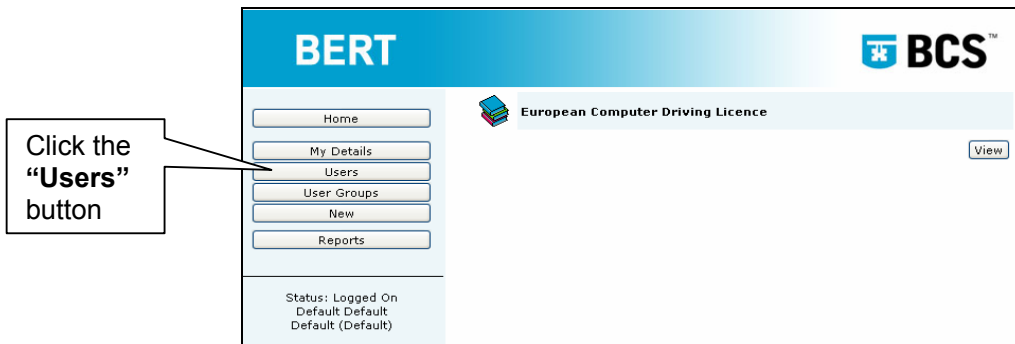 BERT
BCS™
Click the
“Users”
button
Home
My Details
Users
User Groups
New
Reports
Status: Logged On
Default Default
Default (Default)
European Computer Driving Licence
View